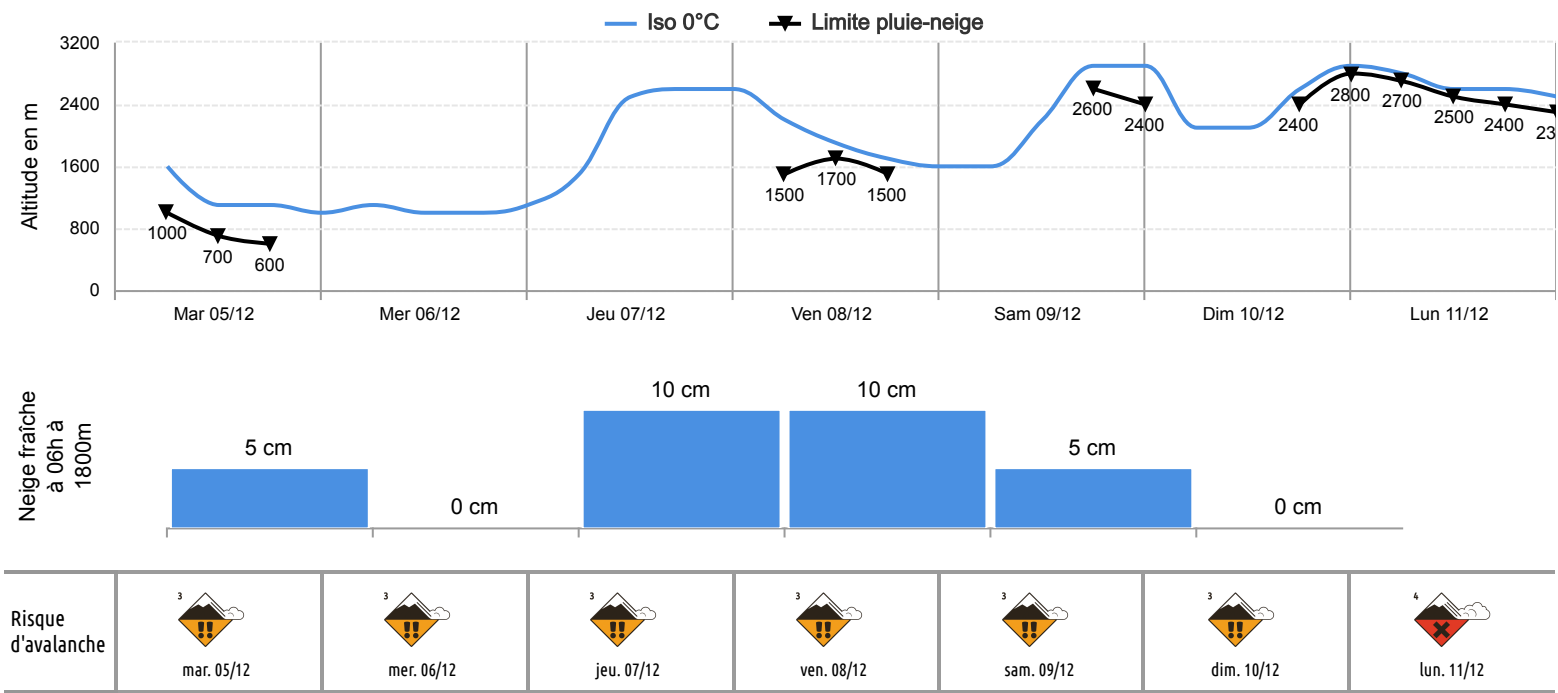 Iso 0°C Limite pluie-neige
Altitude en m
3200
2400
1600
800
0
1000
700
600
1500
1700
1500
2600
2400
2400
2800
2700
2500
2400
23
Mar 05/12 Mer 06/12 Jeu 07/12 Ven 08/12 Sam 09/12 Dim 10/12 Lun 11/12
Neige fraîche
à 06h à
1800m
5 cm
0 cm
10 cm
10 cm
5 cm
0 cm
Risque
d'avalanche
3
!!
mar. 05/12
3
!!
mer. 06/12
3
!!
jeu. 07/12
3
!!
ven. 08/12
3
!!
sam. 09/12
3
!!
dim. 10/12
4
lun. 11/12